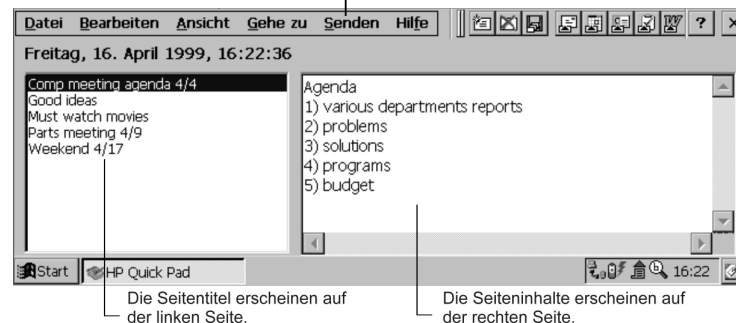 Datei Bearbeiten Ansicht Gehe zu Senden Hilfe ? X
Freitag, 16. April 1999, 16:22:36
Comp meeting agenda 4/4
Good ideas
Must watch movies
Parts meeting 4/9
Weekend 4/17
Agenda
1) various departments reports
2) problems
3) solutions
4) programs
5) budget
Start HP Quick Pad 16:22
Die Seitentitel erscheinen auf
der linken Seite.
Die Seiteninhalte erscheinen auf
der rechten Seite.